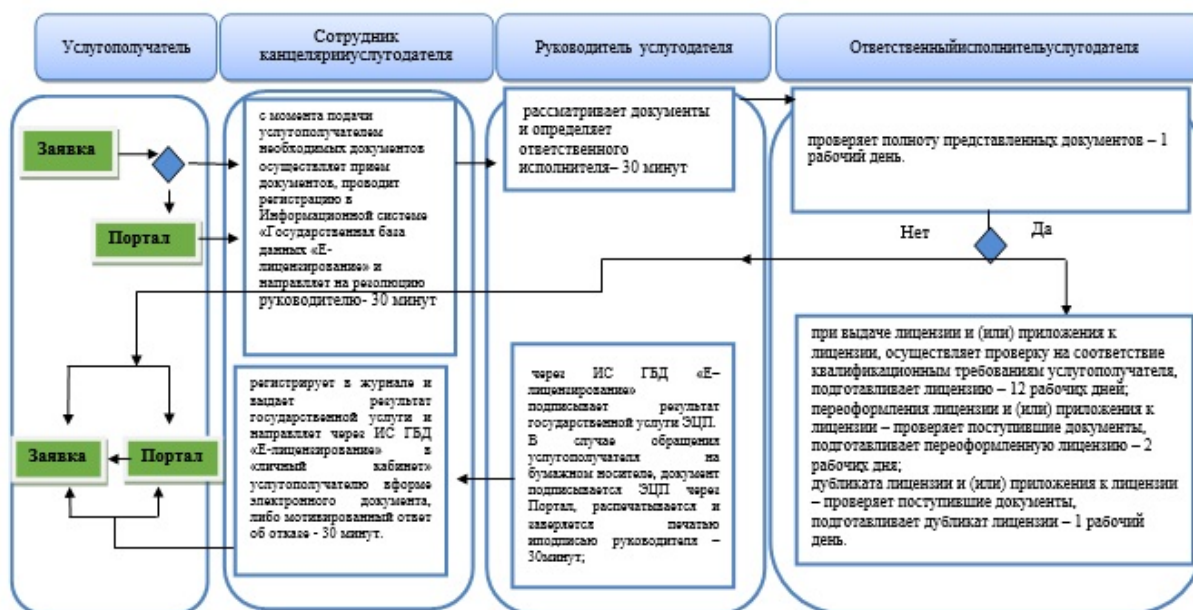 Услугополучатель
Сотрудник
канцелярииуслугодателя
Руководитель услугодателя
Ответственныйисполнительуслугодателя
Заявка
Портал
с момента подачи
услугополучателем
необходимых документов
осуществляет прием
документов, проводит
регистрацию в
Информационной системе
«Государственная база
данных «Е-
лицензирование» и
направляет на реголюцию
руководителю- 30 минут
рассматривает документы
и определяет
ответственного
исполнителя– 30 минут
проверяет полноту представленных документов – 1
рабочий день.
Нет
Да
при выдаче лицензии и (или) приложения к
лицензии, осуществляет проверку на соответствие
квалификационным требованиям услугополучателя,
подготавливает лицензию – 12 рабочих дней;
переоформления лицензии и (или) приложения к
лицензии – проверяет поступившие документы,
подготавливает переоформленную лицензию – 2
рабочих дня;
дубликата лицензии и (или) приложения к лицензии
– проверяет поступившие документы,
подготавливает дубликат лицензии – 1 рабочий
день.
через ИС ГБД «Е–
лицензирование»
подписывает результат
государственной услуги ЭЦП.
В случае обращения
услугополучателя на
бумажном носителе, документ
подписывается ЭЦП через
Портал, распечатывается и
заверяется печатью
иподписью руководителя –
30минут;
регистрирует в журнале и
выдает результат
государственной услуги и
направляет через ИС ГБД
«Е-лицензирование» в
«личный кабинет»
услугополучателю вформе
электронного документа,
либо мотивированный ответ
об отказе - 30 минут.
Заявка
Портал